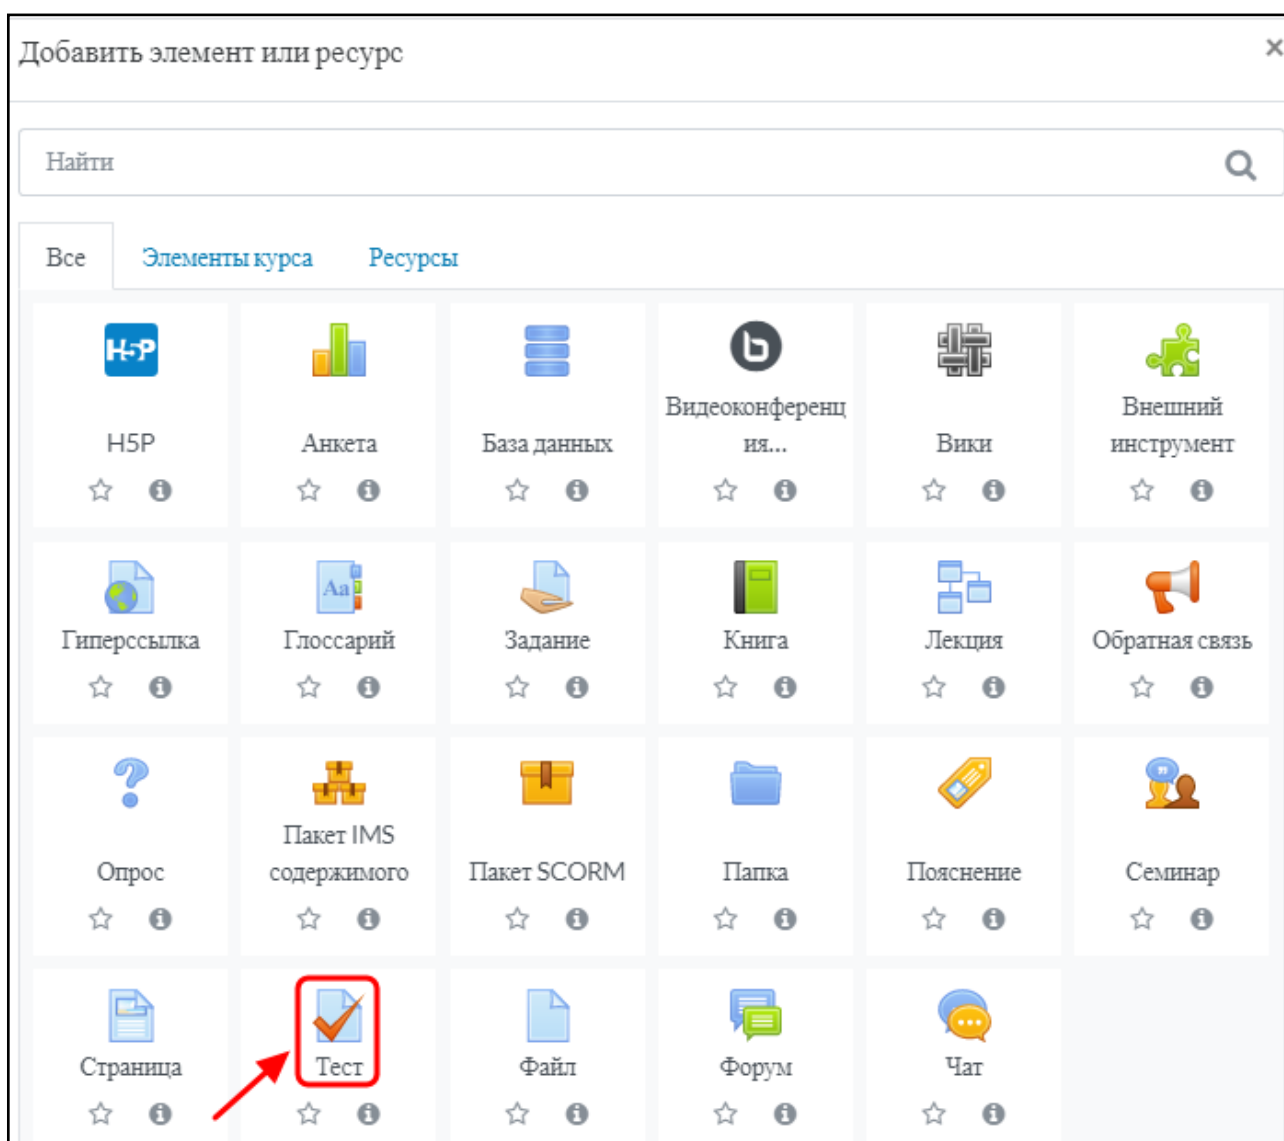 Добавить элемент или ресурс ×
Найти
Все Элементы курса Ресурсы
H5P
H5P
Анкета
База данных
b
Видеоконференц
ия...
Вики
Внешний
инструмент
Гиперссылка
Aa
Глоссарий
Задание
Книга
Лекция
Обратная связь
?
Опрос
Пакет IMS
содержимого
Пакет SCORM
Папка
Пояснение
Семинар
Страница
Тест
Файл
Форум
Чат